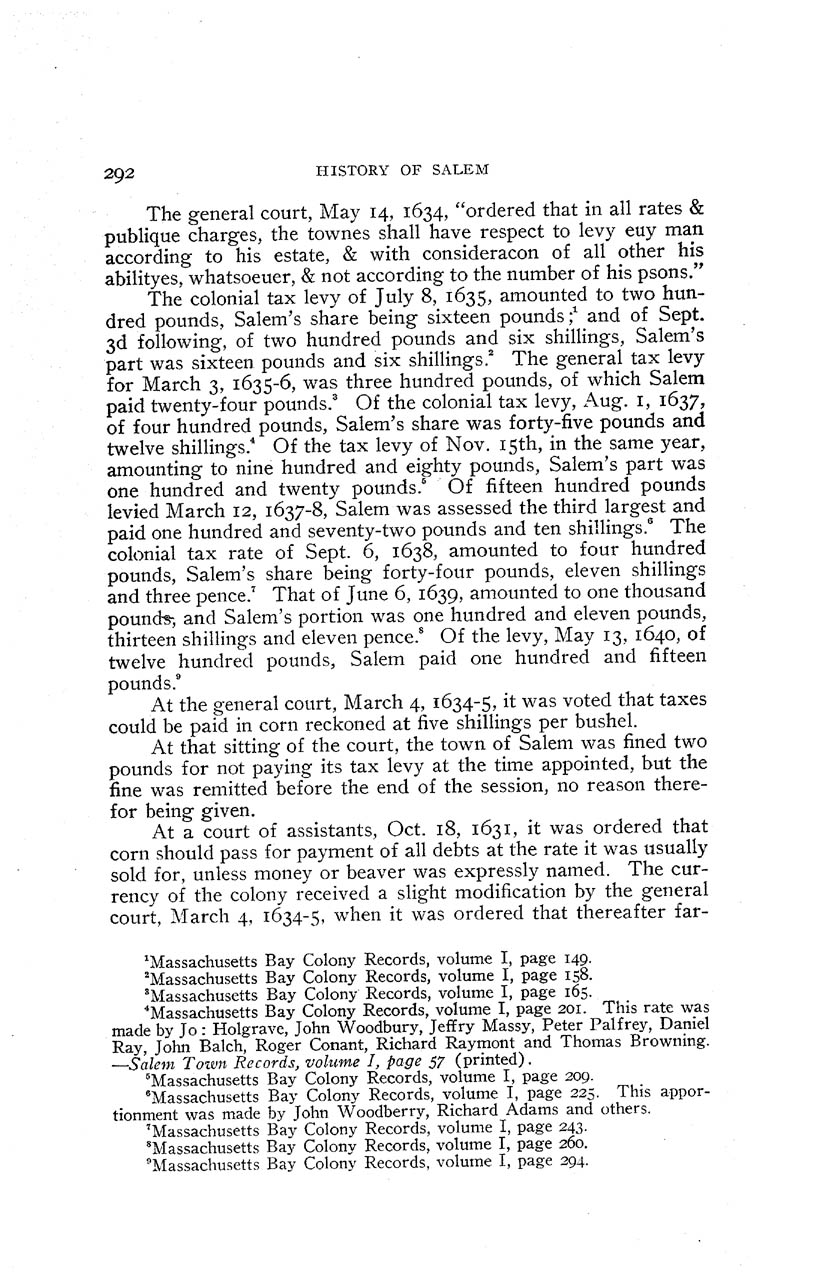 292 HISTORY OF SALEM
The general court, May 14, 1634, “ordered that in all rates &
publique charges, the townes shall have respect to levy euy man
according to his estate, & with consideracon of all other his
abilityes, whatsoeuer, & not according to the number of his psons.”
The colonial tax levy of July 8, 1635, amounted to two hun-
dred pounds, Salem’s share being sixteen pounds;¹ and of Sept.
3d following, of two hundred pounds and six shillings, Salem’s
part was sixteen pounds and six shillings.² The general tax levy
for March 3, 1635-6, was three hundred pounds, of which Salem
paid twenty-four pounds.³ Of the colonial tax levy, Aug. 1, 1637,
of four hundred pounds, Salem’s share was forty-five pounds and
twelve shillings.⁴ Of the tax levy of Nov. 15th, in the same year,
amounting to nine hundred and eighty pounds, Salem’s part was
one hundred and twenty pounds.⁵ Of fifteen hundred pounds
levied March 12, 1637-8, Salem was assessed the third largest and
paid one hundred and seventy-two pounds and ten shillings.⁶ The
colonial tax rate of Sept. 6, 1638, amounted to four hundred
pounds, Salem’s share being forty-four pounds, eleven shillings
and three pence.⁷ That of June 6, 1639, amounted to one thousand
pounds, and Salem’s portion was one hundred and eleven pounds,
thirteen shillings and eleven pence.⁸ Of the levy, May 13, 1640, of
twelve hundred pounds, Salem paid one hundred and fifteen
pounds.⁹
At the general court, March 4, 1634-5, it was voted that taxes
could be paid in corn reckoned at five shillings per bushel.
At that sitting of the court, the town of Salem was fined two
pounds for not paying its tax levy at the time appointed, but the
fine was remitted before the end of the session, no reason there-
for being given.
At a court of assistants, Oct. 18, 1631, it was ordered that
corn should pass for payment of all debts at the rate it was usually
sold for, unless money or beaver was expressly named. The cur-
rency of the colony received a slight modification by the general
court, March 4, 1634-5, when it was ordered that thereafter far-
¹Massachusetts Bay Colony Records, volume I, page 149.
²Massachusetts Bay Colony Records, volume I, page 158.
³Massachusetts Bay Colony Records, volume I, page 165.
⁴Massachusetts Bay Colony Records, volume I, page 201. This rate was
made by Jo: Holgrave, John Woodbury, Jeffry Massy, Peter Palfrey, Daniel
Ray, John Balch, Roger Conant, Richard Raymont and Thomas Browning.
—Salem Town Records, volume I, page 57 (printed).
⁵Massachusetts Bay Colony Records, volume I, page 209.
⁶Massachusetts Bay Colony Records, volume I, page 225. This appor-
tionment was made by John Woodberry, Richard Adams and others.
⁷Massachusetts Bay Colony Records, volume I, page 243.
⁸Massachusetts Bay Colony Records, volume I, page 260.
⁹Massachusetts Bay Colony Records, volume I, page 294.